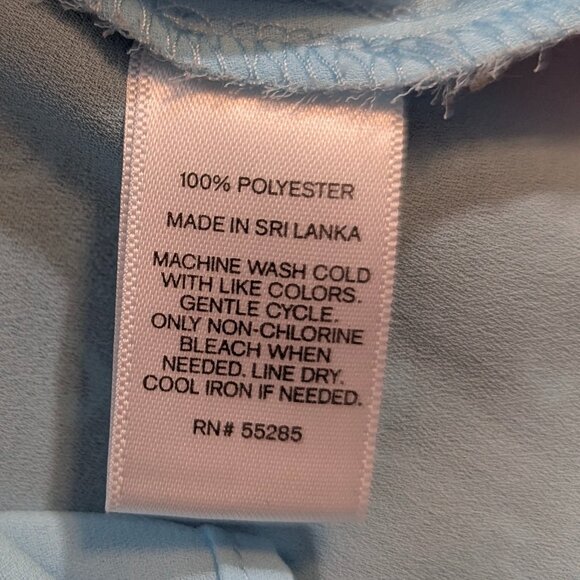 100% POLYESTER
MADE IN SRI LANKA
MACHINE WASH COLD
WITH LIKE COLORS.
GENTLE CYCLE.
ONLY NON-CHLORINE
BLEACH WHEN
NEEDED. LINE DRY.
COOL IRON IF NEEDED.
RN# 55285